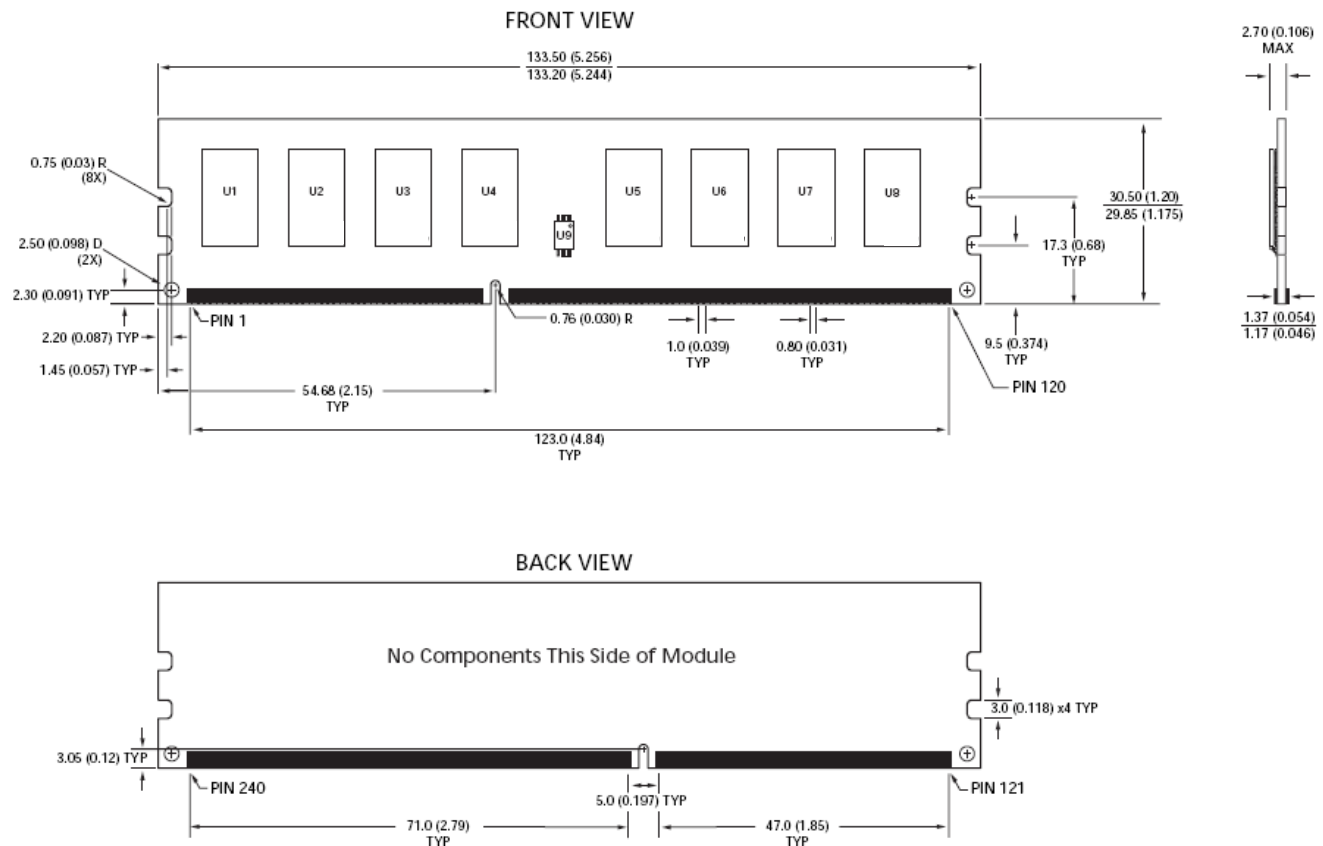 FRONT VIEW
133.50 (5.256)
133.20 (5.244)
2.70 (0.106)
MAX
0.75 (0.03) R
(8X)
U1
U2
U3
U4
U5
U6
U7
U8
U9
30.50 (1.20)
29.85 (1.175)
2.50 (0.098) D
(2X)
17.3 (0.68)
TYP
2.30 (0.091) TYP
PIN 1
0.76 (0.030) R
2.20 (0.087) TYP
1.0 (0.039)
TYP
0.80 (0.031)
TYP
9.5 (0.374)
TYP
1.37 (0.054)
1.17 (0.046)
1.45 (0.057) TYP
54.68 (2.15)
TYP
PIN 120
123.0 (4.84)
TYP
BACK VIEW
No Components This Side of Module
3.0 (0.118) x4 TYP
3.05 (0.12) TYP
PIN 240
5.0 (0.197) TYP
PIN 121
71.0 (2.79)
TYP
47.0 (1.85)
TYP